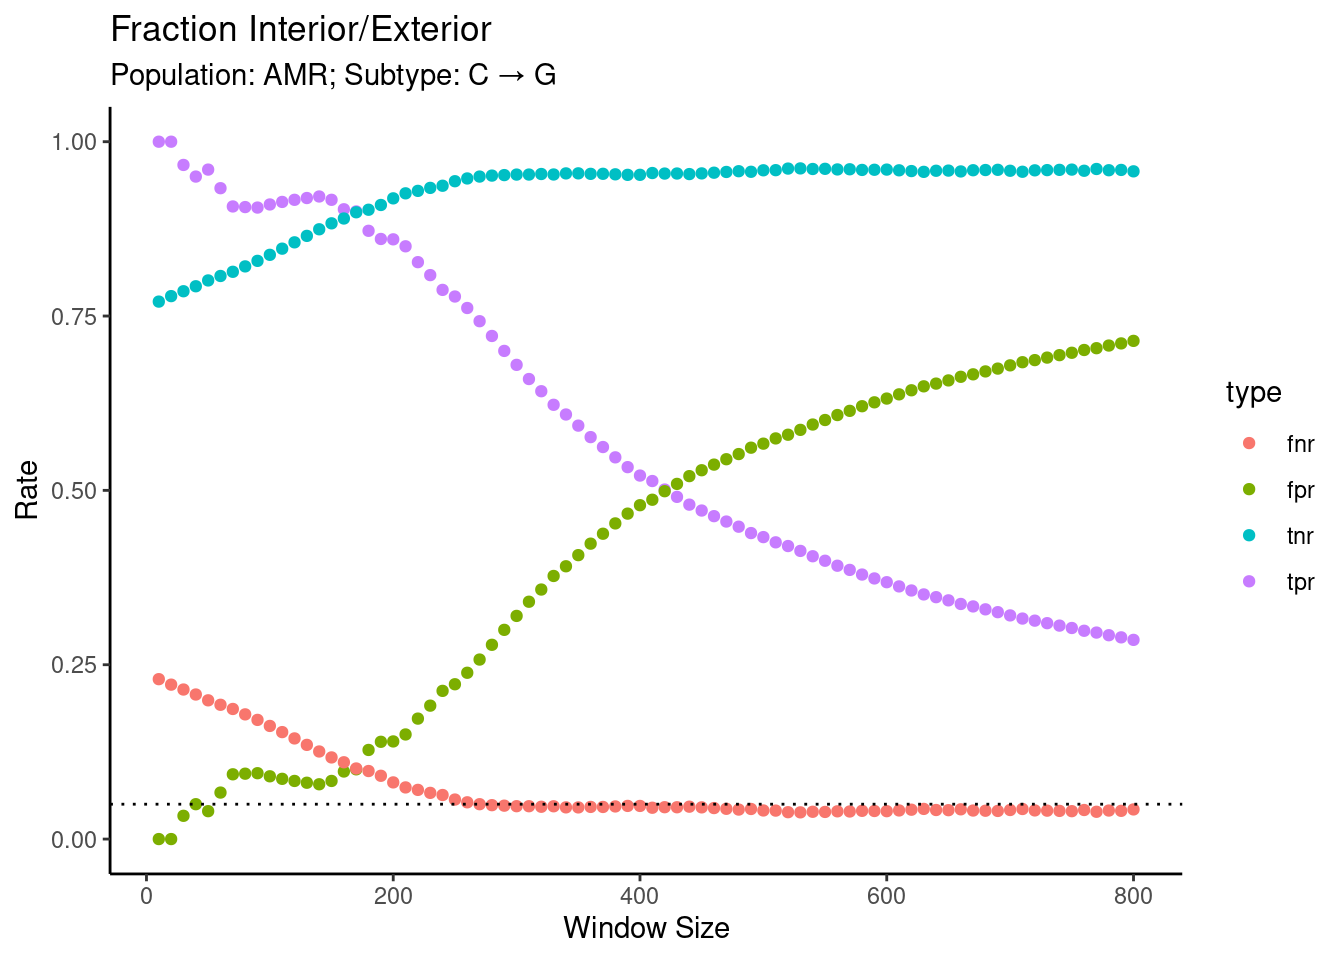 Fraction Interior/Exterior
Population: AMR; Subtype: C → G
1.00
0.75
0.50
0.25
0.00
Rate
0
200
400
600
800
Window Size
type
fnr
fpr
tnr
tpr